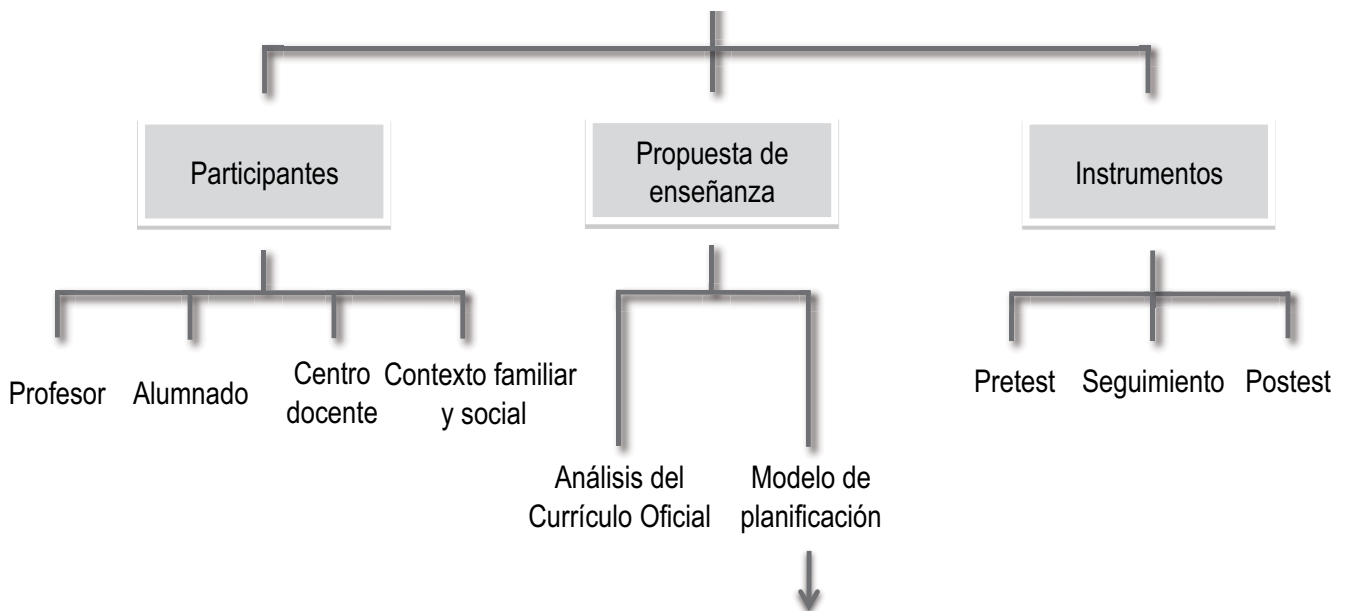 Participantes
Propuesta de
enseñanza
Instrumentos
Profesor
Alumnado
Centro
docente
Contexto familiar
y social
Análisis del
Currículo Oficial
Modelo de
planificación
Pretest
Seguimiento
Postest